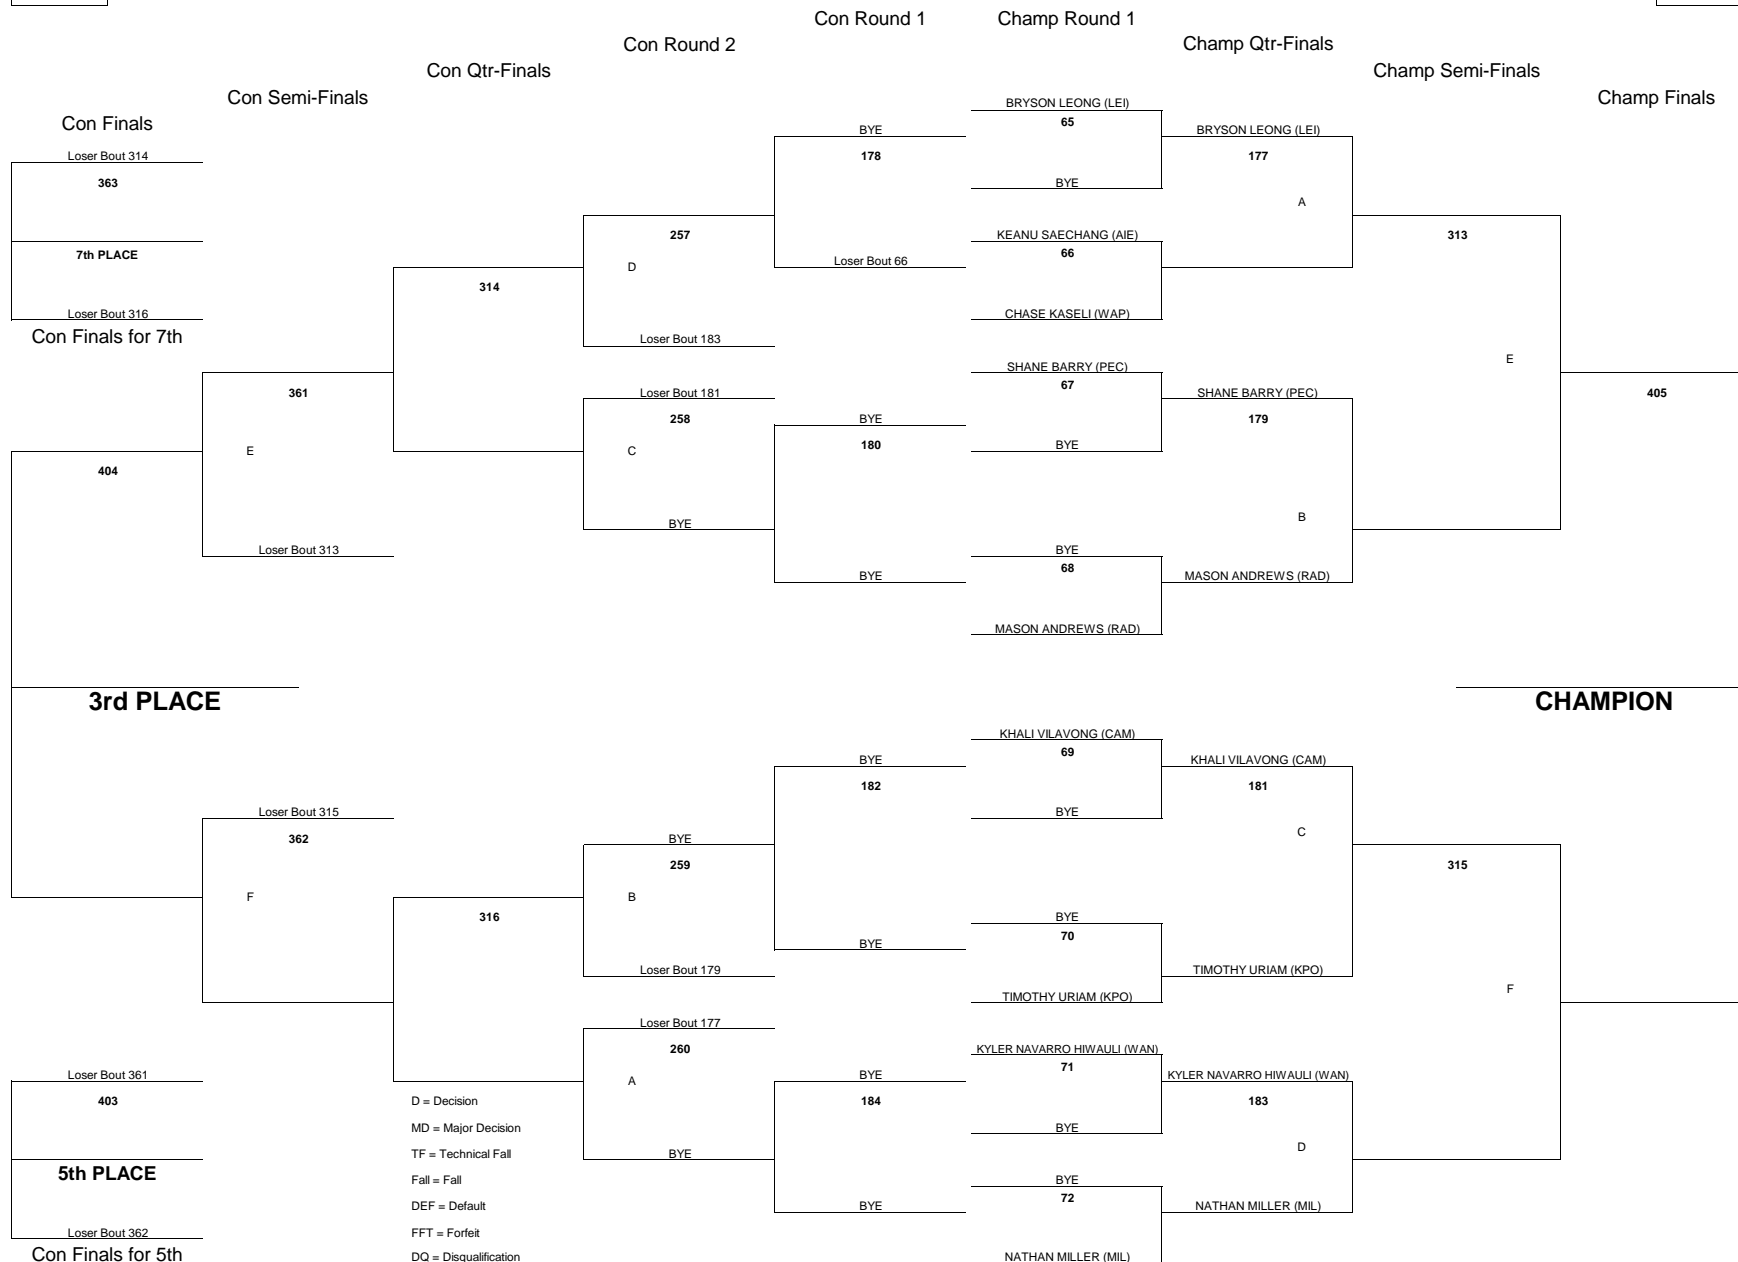 Con Round 1
Champ Round 1
Con Round 2
Champ Qtr-Finals
Con Qtr-Finals
Champ Semi-Finals
Con Semi-Finals
Champ Finals
Con Finals
BRYSON LEONG (LEI)
65
BYE
BRYSON LEONG (LEI)
Loser Bout 314
178
177
363
BYE
A
257
KEANU SAECHANG (AIE)
313
7th PLACE
66
D
Loser Bout 66
314
Loser Bout 316
CHASE KASELI (WAP)
Con Finals for 7th
Loser Bout 183
E
SHANE BARRY (PEC)
67
361
Loser Bout 181
SHANE BARRY (PEC)
405
258
BYE
179
E
C
180
BYE
404
B
BYE
Loser Bout 313
BYE
68
BYE
MASON ANDREWS (RAD)
MASON ANDREWS (RAD)
3rd PLACE
CHAMPION
KHALI VILAVONG (CAM)
69
BYE
KHALI VILAVONG (CAM)
182
181
Loser Bout 315
BYE
C
362
BYE
259
315
F
B
316
BYE
70
BYE
Loser Bout 179
TIMOTHY URIAM (KPO)
F
TIMOTHY URIAM (KPO)
Loser Bout 177
260
KYLER NAVARRO HIWAULI (WAN)
71
Loser Bout 361
A
BYE
KYLER NAVARRO HIWAULI (WAN)
403
D = Decision
184
183
MD = Major Decision
BYE
D
TF = Technical Fall
BYE
5th PLACE
Fall = Fall
BYE
72
DEF = Default
BYE
NATHAN MILLER (MIL)
Loser Bout 362
FFT = Forfeit
Con Finals for 5th
DQ = Disqualification
NATHAN MILLER (MIL)